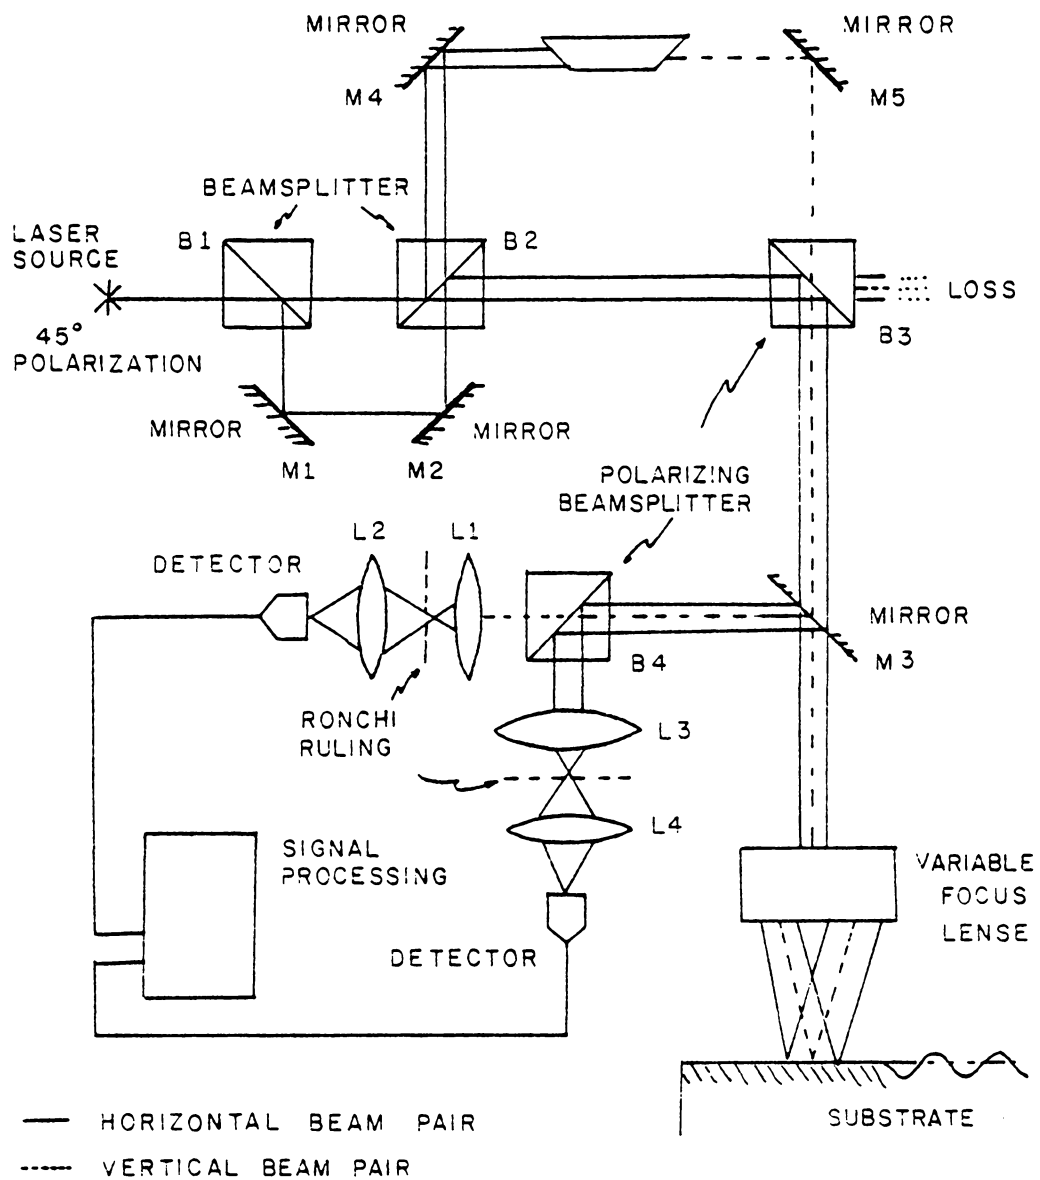 MIRROR
M4
MIRROR
M5
BEAMSPLITTER
LASER
SOURCE
B1
B2
LOSS
45°
POLARIZATION
B3
MIRROR
M1
M2
MIRROR
POLARIZING
BEAMSPLITTER
L2
L1
DETECTOR
MIRROR
M3
B4
RONCHI
RULING
L3
L4
SIGNAL
PROCESSING
VARIABLE
FOCUS
LENSE
DETECTOR
SUBSTRATE
HORIZONTAL BEAM PAIR
VERTICAL BEAM PAIR